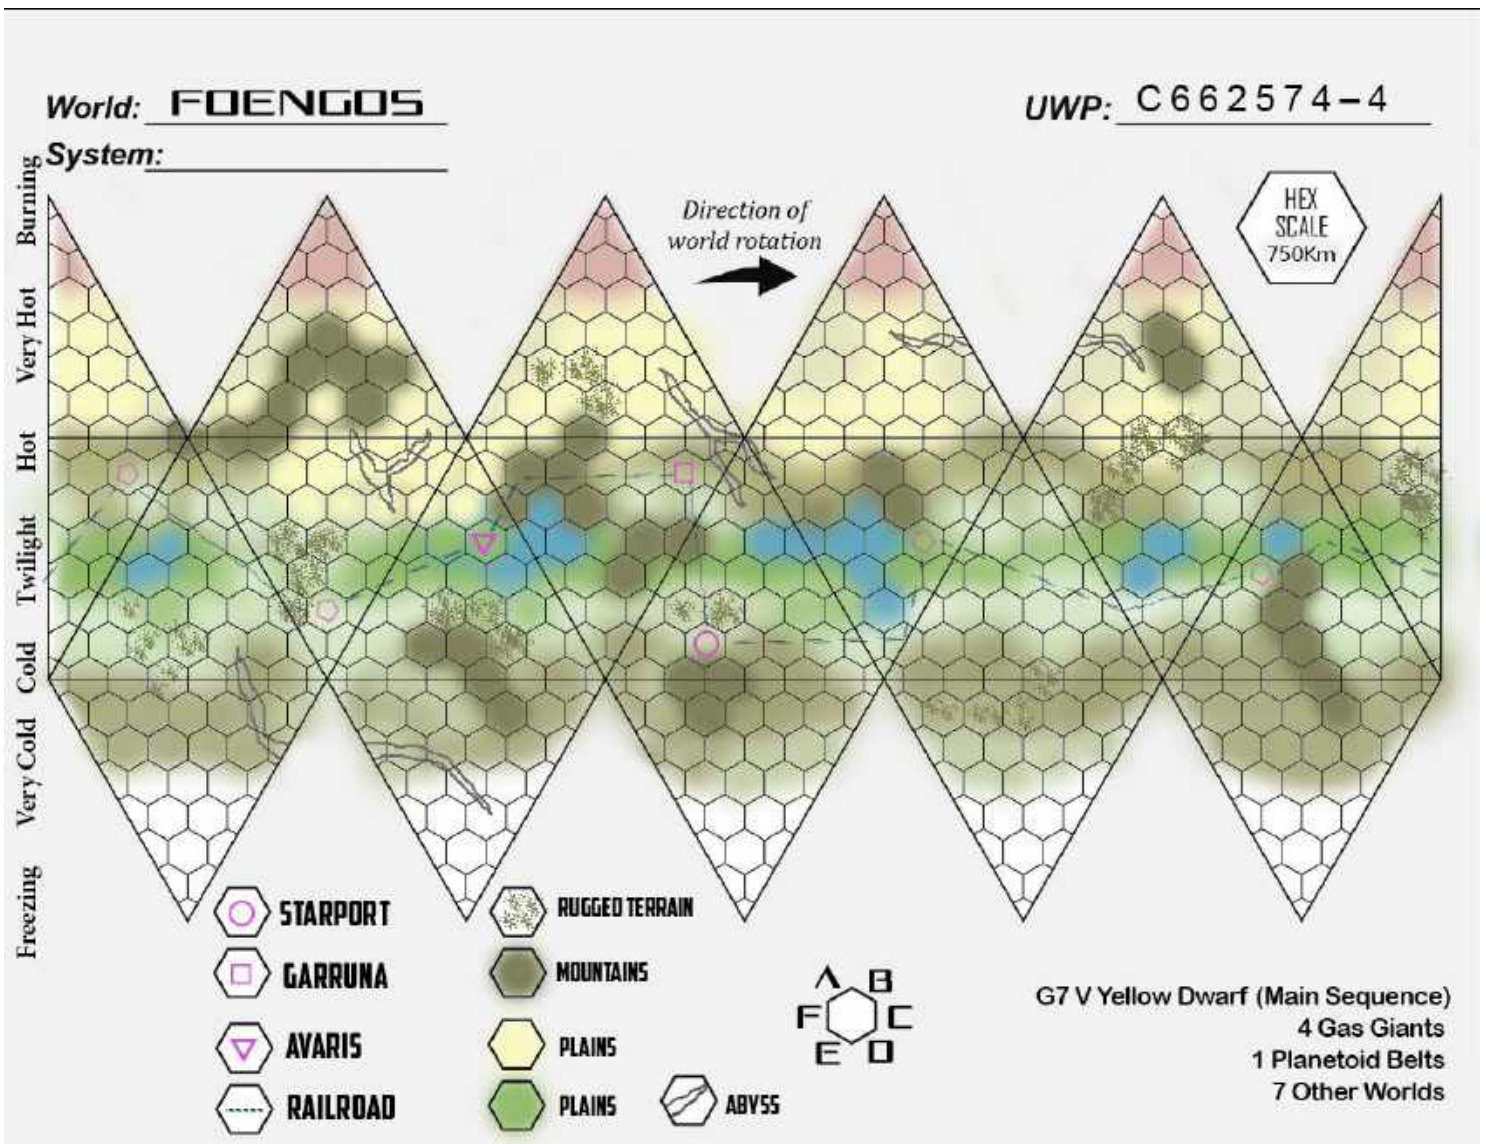 World: FOENGOS
UWP: C662574-4
System:
HEX
SCALE
750Km
Direction of
world rotation
Burning
Very Hot
Hot
Twilight
Cold
Very Cold
Freezing
STARPORT
GARRUNA
AVARIS
RAILROAD
RUGGED TERRAIN
MOUNTAINS
PLAINS
PLAINS
ABYSS
A B
F C
E D
G7 V Yellow Dwarf (Main Sequence)
4 Gas Giants
1 Planetoid Belts
7 Other Worlds